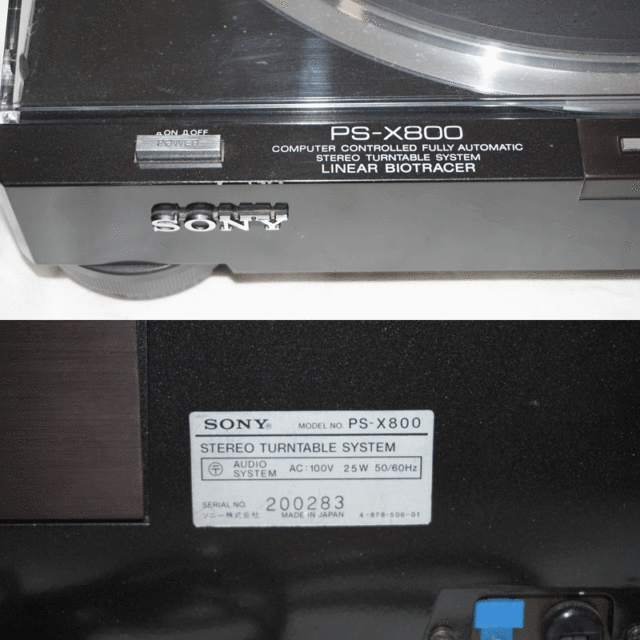 ON OFF
POWER
PS-X800
COMPUTER CONTROLLED FULLY AUTOMATIC
STEREO TURNTABLE SYSTEM
LINEAR BIOTRACER
SONY
SONY® MODEL NO. PS-X800
STEREO TURNTABLE SYSTEM
AUDIO SYSTEM AC:100V 25W 50/60Hz
SERIAL NO. 200283
ソニー株式会社 MADE IN JAPAN 4-878-506-01